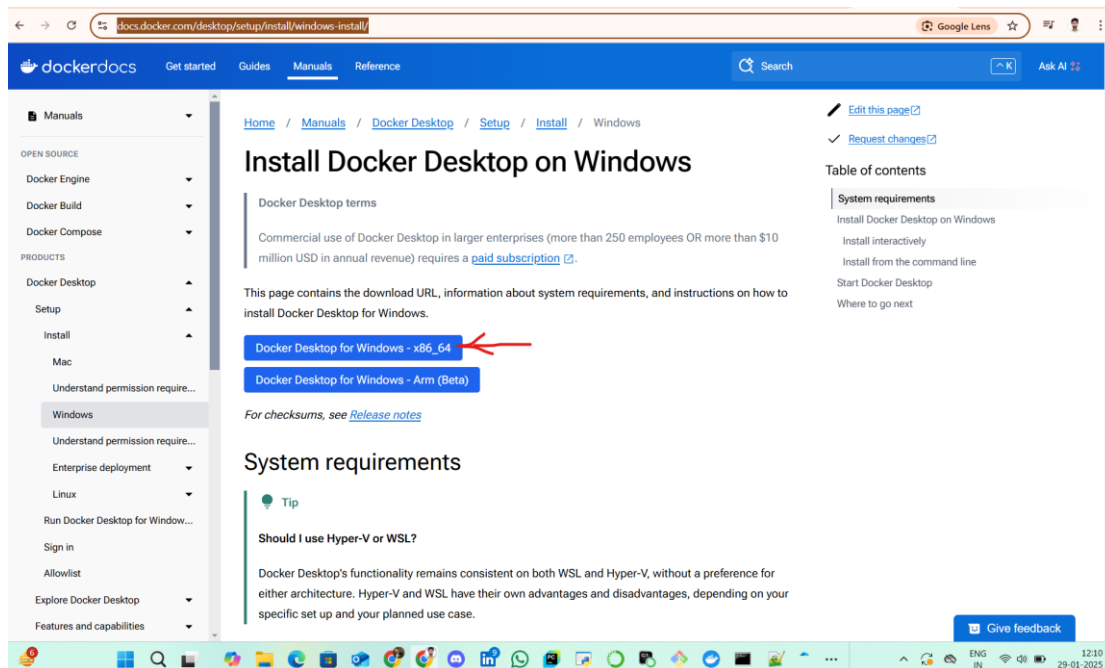 docs.docker.com/desktop/setup/install/windows-install/
Google Lens
dockerdocs
Get started
Guides
Manuals
Reference
Search
^ K
Ask AI
Manuals
OPEN SOURCE
Docker Engine
Docker Build
Docker Compose
PRODUCTS
Docker Desktop
Setup
Install
Mac
Understand permission require...
Windows
Understand permission require...
Enterprise deployment
Linux
Run Docker Desktop for Window...
Sign in
Allowlist
Explore Docker Desktop
Features and capabilities
Home / Manuals / Docker Desktop / Setup / Install / Windows
Install Docker Desktop on Windows
Docker Desktop terms
Commercial use of Docker Desktop in larger enterprises (more than 250 employees OR more than $10
million USD in annual revenue) requires a paid subscription.
This page contains the download URL, information about system requirements, and instructions on how to
install Docker Desktop for Windows.
Docker Desktop for Windows - x86_64
Docker Desktop for Windows - Arm (Beta)
For checksums, see Release notes
System requirements
Tip
Should I use Hyper-V or WSL?
Docker Desktop's functionality remains consistent on both WSL and Hyper-V, without a preference for
either architecture. Hyper-V and WSL have their own advantages and disadvantages, depending on your
specific set up and your planned use case.
Edit this page
Request changes
Table of contents
System requirements
Install Docker Desktop on Windows
Install interactively
Install from the command line
Start Docker Desktop
Where to go next
Give feedback
ENG
IN
12:10